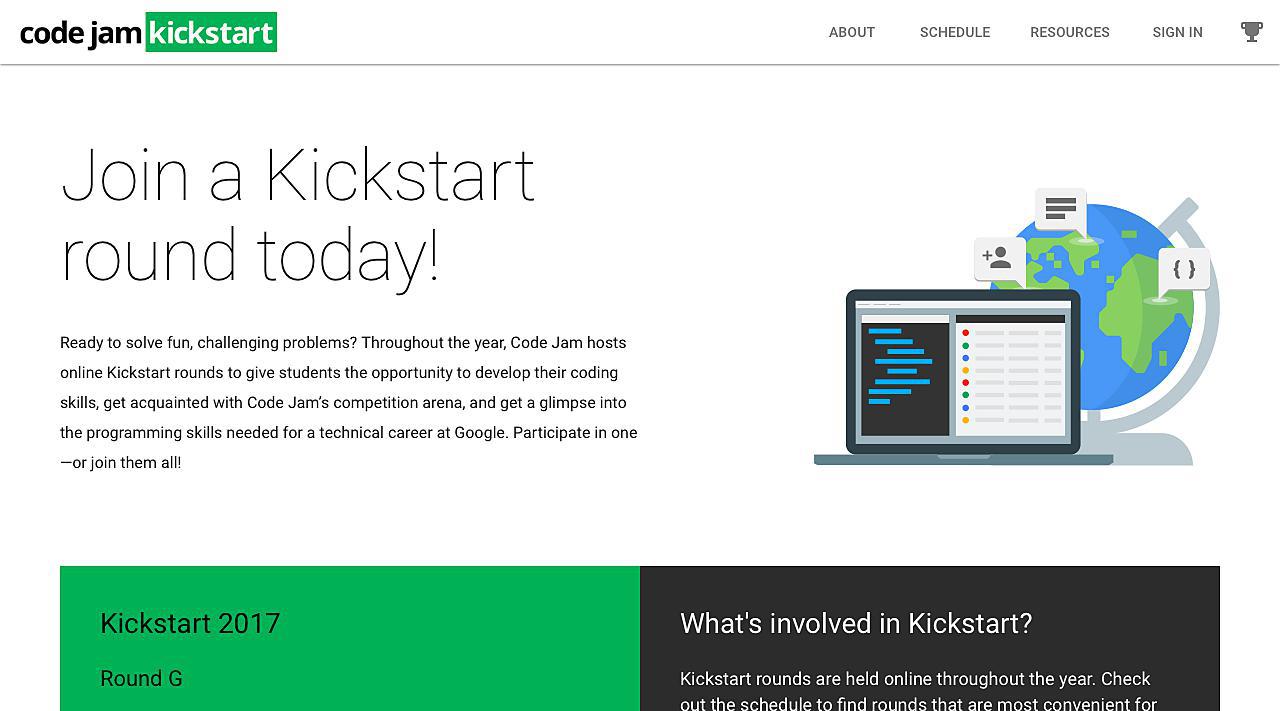 code jam kickstart
ABOUT
SCHEDULE
RESOURCES
SIGN IN
Join a Kickstart
round today!
Ready to solve fun, challenging problems? Throughout the year, Code Jam hosts
online Kickstart rounds to give students the opportunity to develop their coding
skills, get acquainted with Code Jam’s competition arena, and get a glimpse into
the programming skills needed for a technical career at Google. Participate in one
—or join them all!
{ }
Kickstart 2017
Round G
What's involved in Kickstart?
Kickstart rounds are held online throughout the year. Check
out the schedule to find rounds that are most convenient for